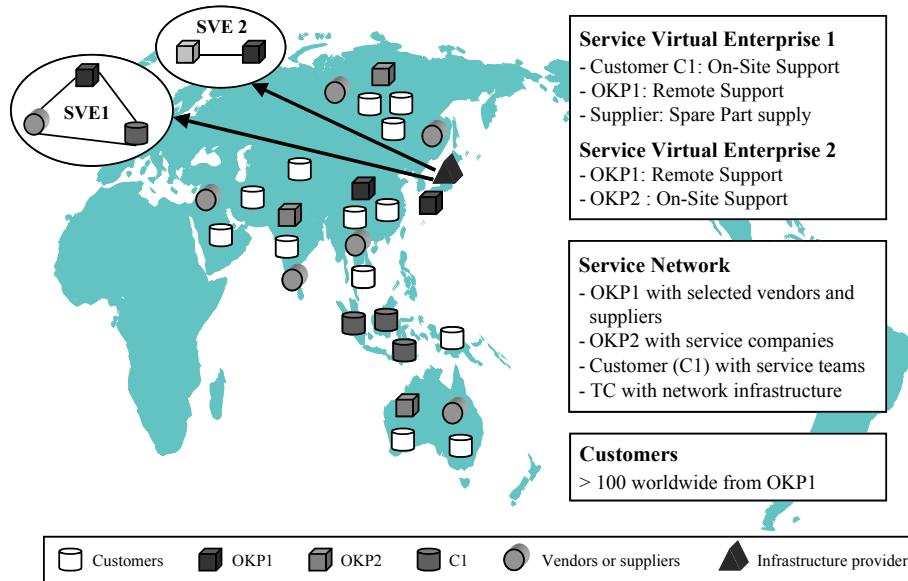 SVE 2
SVE1
Service Virtual Enterprise 1
- Customer C1: On-Site Support
- OKP1: Remote Support
- Supplier: Spare Part supply
Service Virtual Enterprise 2
- OKP1: Remote Support
- OKP2 : On-Site Support
Service Network
- OKP1 with selected vendors and
suppliers
- OKP2 with service companies
- Customer (C1) with service teams
- TC with network infrastructure
Customers
> 100 worldwide from OKP1
Customers
OKP1
OKP2
C1
Vendors or suppliers
Infrastructure provider